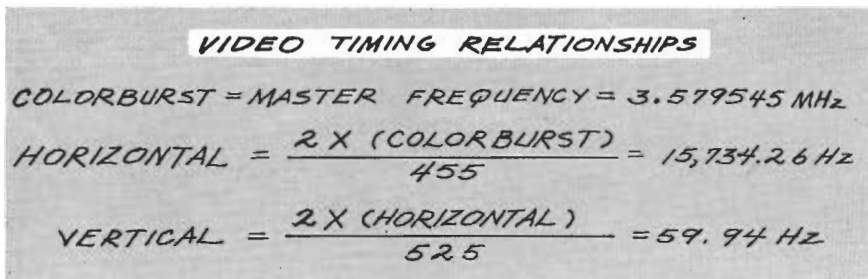 VIDEO TIMING RELATIONSHIPS
COLORBURST = MASTER FREQUENCY = 3.579545 MHz
HORIZONTAL = 2 X (COLORBURST) / 455 = 15,734.26 Hz
VERTICAL = 2 X (HORIZONTAL) / 525 = 59.94 Hz